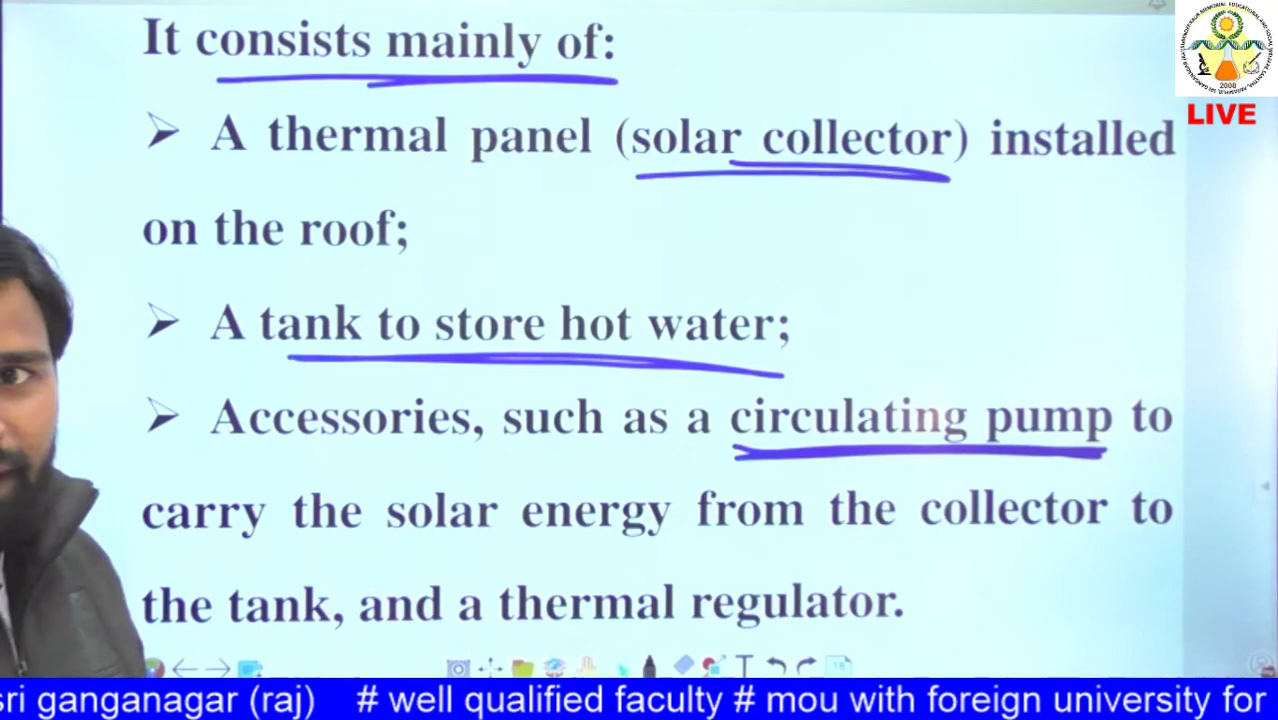 It consists mainly of:
➢ A thermal panel (solar collector) installed
on the roof;
➢ A tank to store hot water;
➢ Accessories, such as a circulating pump to
carry the solar energy from the collector to
the tank, and a thermal regulator.
2008
LIVE
T
16
sri ganganagar (raj) # well qualified faculty # mou with foreign university for